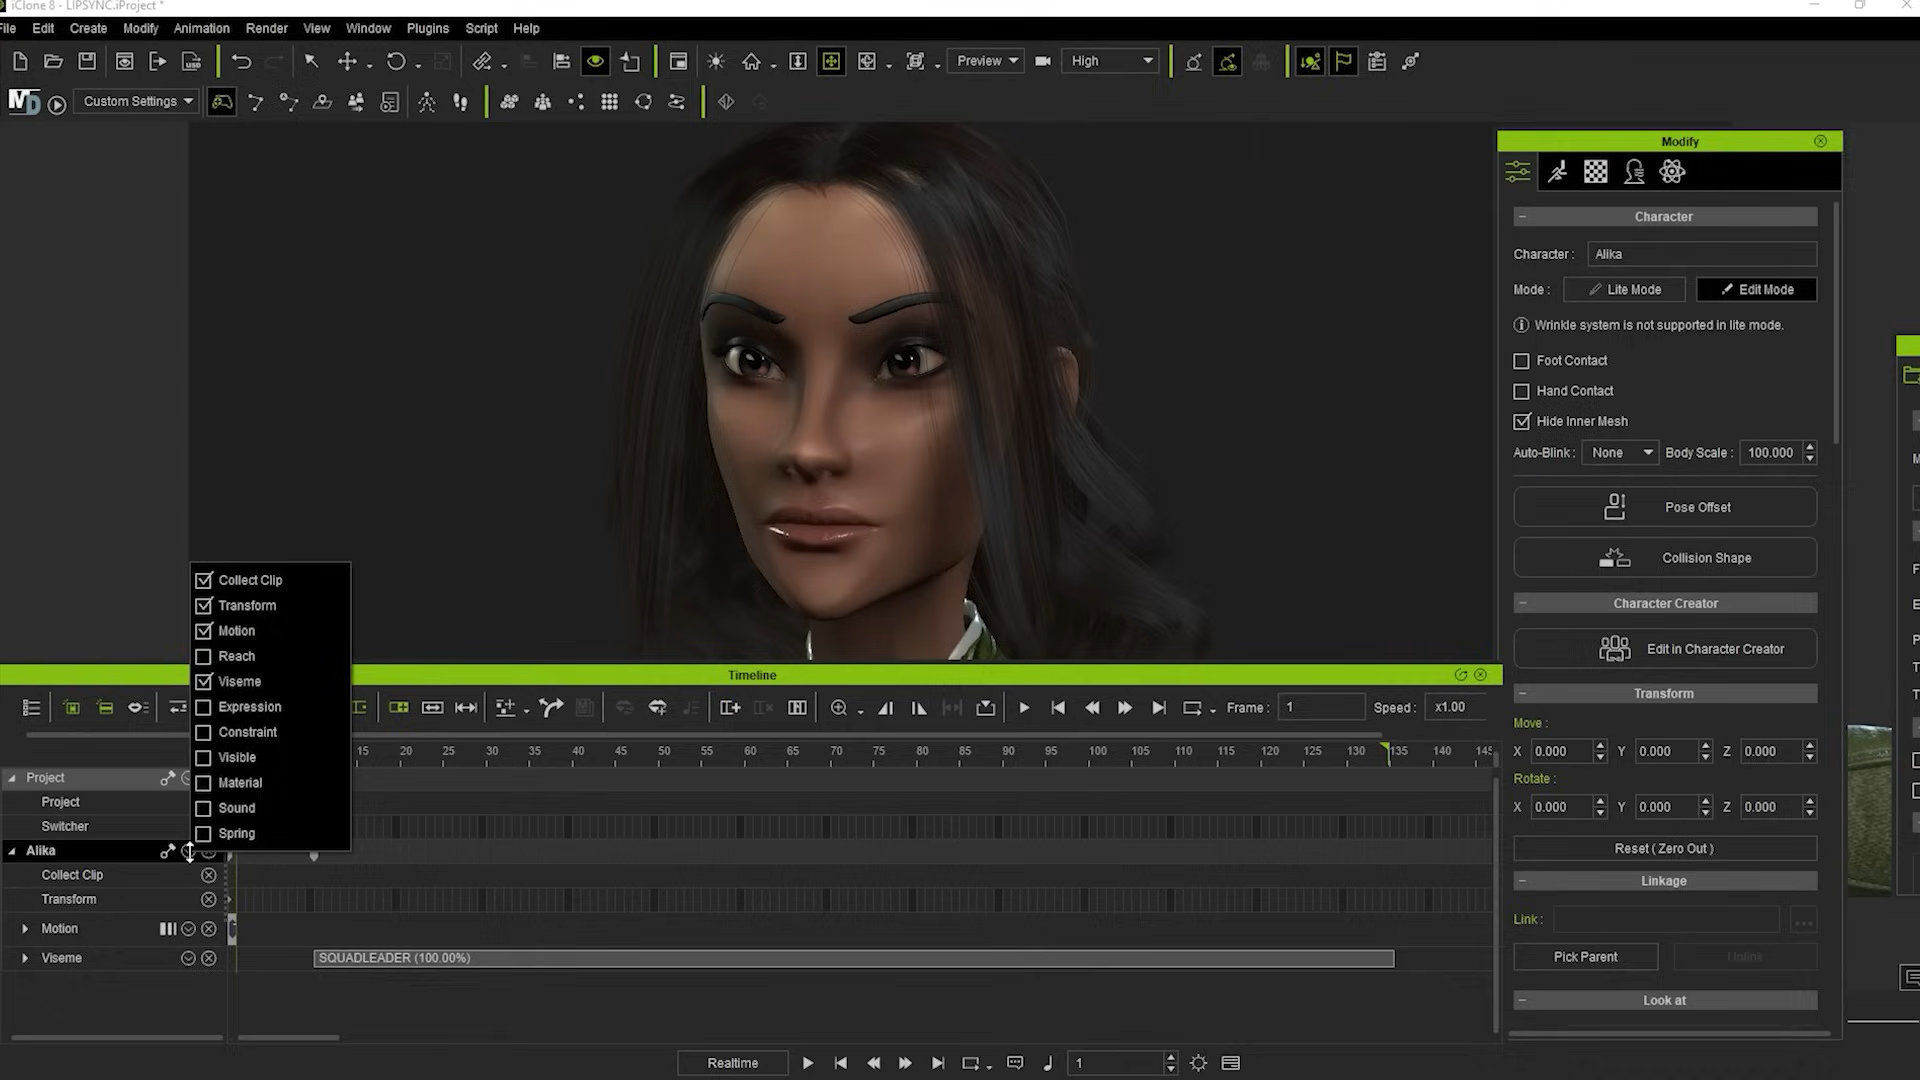 iClone 8 - LIPSYNC.iProject *
File Edit Create Modify Animation Render View Window Plugins Script Help
Preview High
MD Custom Settings
Modify
Character
Character : Alika
Mode : Lite Mode Edit Mode
Wrinkle system is not supported in lite mode.
Foot Contact
Hand Contact
Hide Inner Mesh
Auto-Blink : None Body Scale : 100.000
Pose Offset
Collision Shape
Character Creator
Edit in Character Creator
Transform
Move :
X 0.000 Y 0.000 Z 0.000
Rotate :
X 0.000 Y 0.000 Z 0.000
Reset ( Zero Out )
Linkage
Link : ...
Pick Parent Unlink
Look at
Collect Clip
Transform
Motion
Reach
Viseme
Expression
Constraint
Visible
Material
Sound
Spring
Timeline
Frame : 1 Speed : x1.00
15 20 25 30 35 40 45 50 55 60 65 70 75 80 85 90 95 100 105 110 115 120 125 130 135 140 145
Project
Project
Switcher
Alika
Collect Clip
Transform
Motion
Viseme SQUADLEADER (100.00%)
Realtime 1